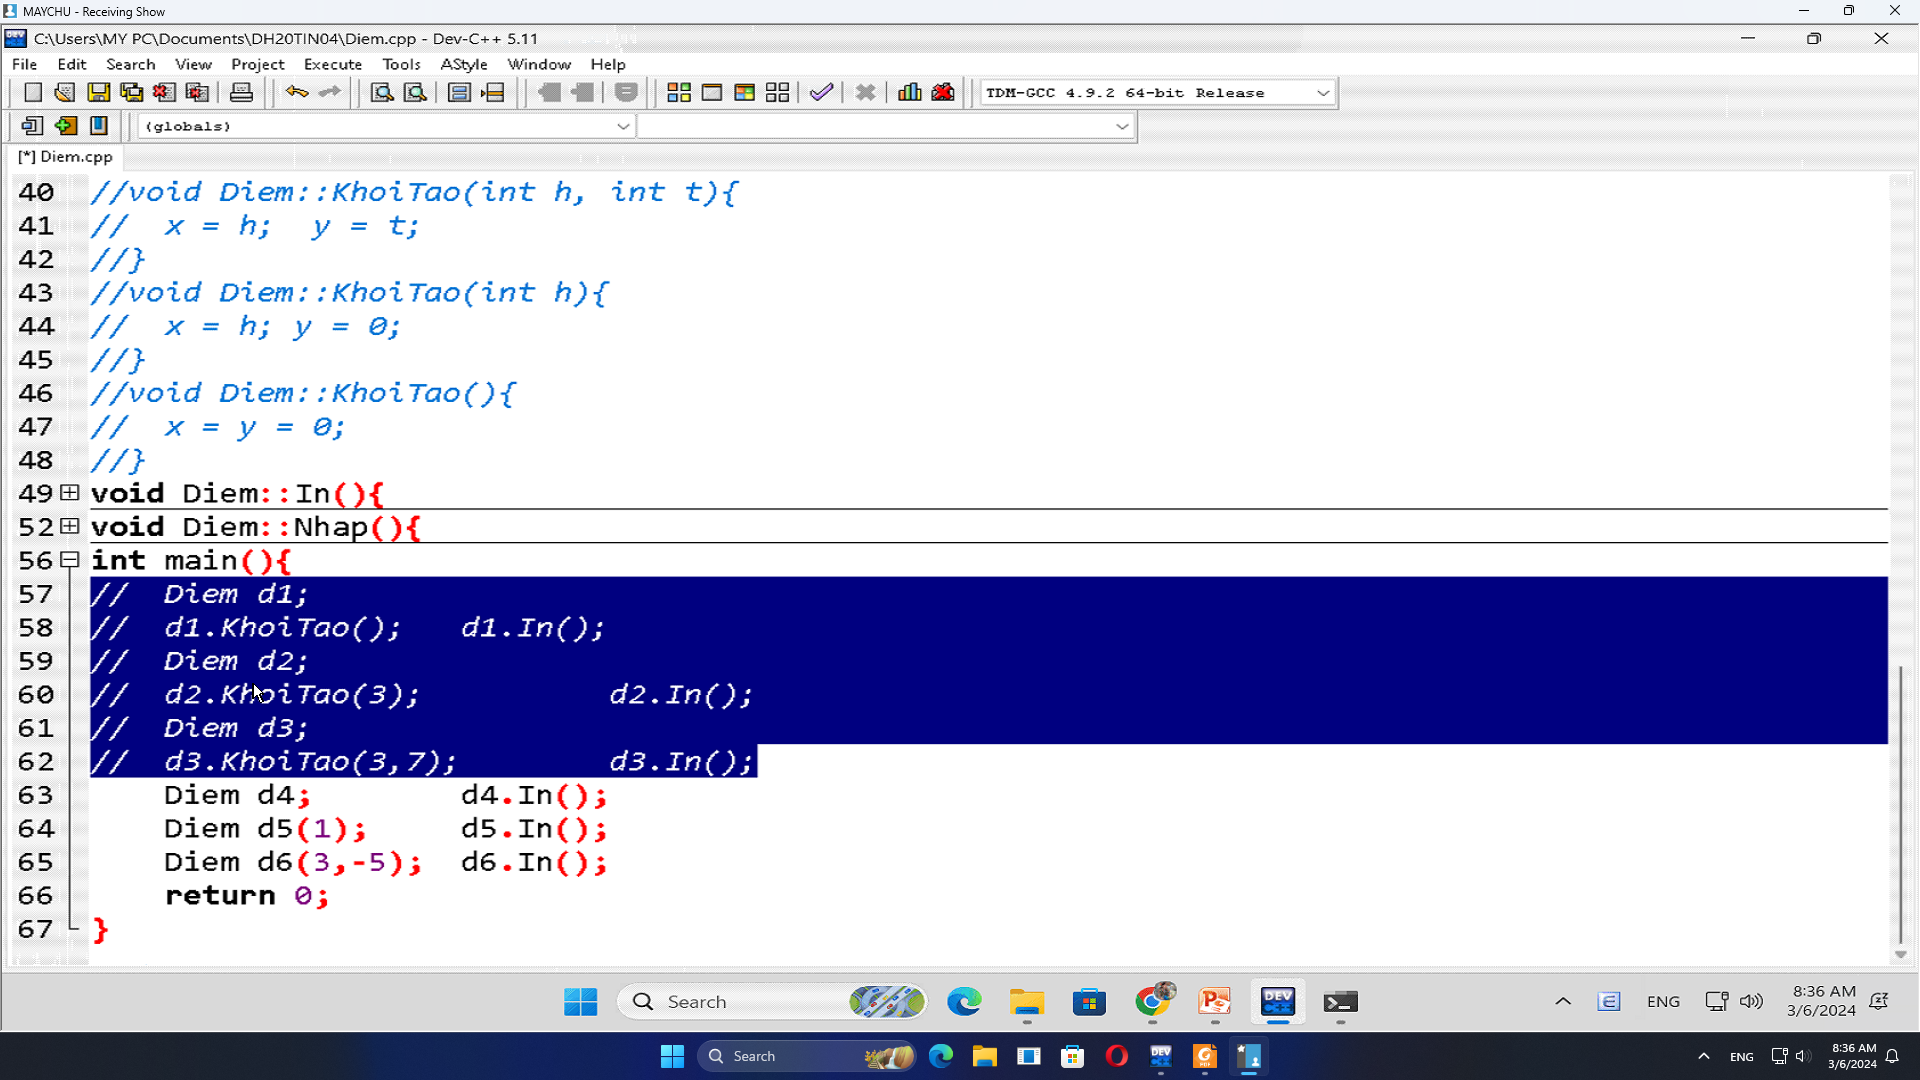 MAYCHU - Receiving Show
C:\Users\MY PC\Documents\DH20TIN04\Diem.cpp - Dev-C++ 5.11
File Edit Search View Project Execute Tools AStyle Window Help
TDM-GCC 4.9.2 64-bit Release
(globals)
[*] Diem.cpp
40 //void Diem::KhoiTao(int h, int t){
41 // x = h; y = t;
42 //}
43 //void Diem::KhoiTao(int h){
44 // x = h; y = 0;
45 //}
46 //void Diem::KhoiTao(){
47 // x = y = 0;
48 //}
49 void Diem::In(){
52 void Diem::Nhap(){
56 int main(){
57 // Diem d1;
58 // d1.KhoiTao(); d1.In();
59 // Diem d2;
60 // d2.KhoiTao(3); d2.In();
61 // Diem d3;
62 // d3.KhoiTao(3,7); d3.In();
63 Diem d4; d4.In();
64 Diem d5(1); d5.In();
65 Diem d6(3,-5); d6.In();
66 return 0;
67 }
Search
DEV
ENG
8:36 AM
3/6/2024
Search
DEV
ENG
8:36 AM
3/6/2024